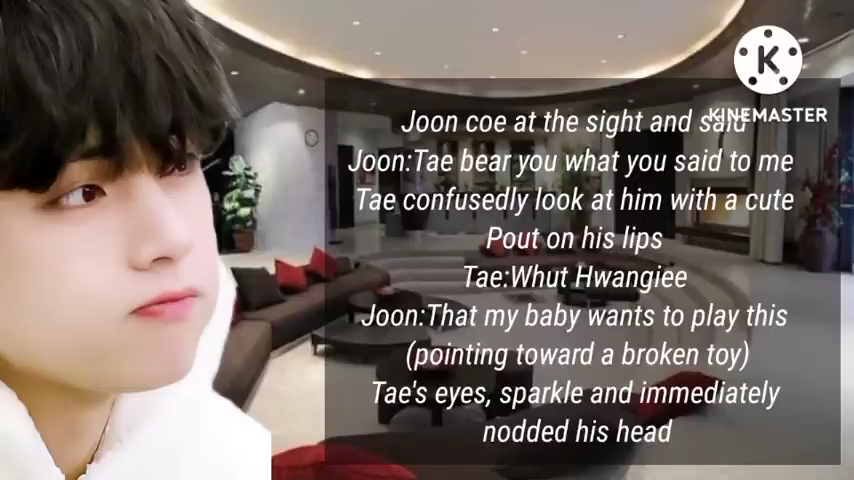 K
KINEMASTER
Joon coe at the sight and said
Joon:Tae bear you what you said to me
Tae confusedly look at him with a cute
Pout on his lips
Tae:Whut Hwangiee
Joon:That my baby wants to play this
(pointing toward a broken toy)
Tae's eyes, sparkle and immediately
nodded his head